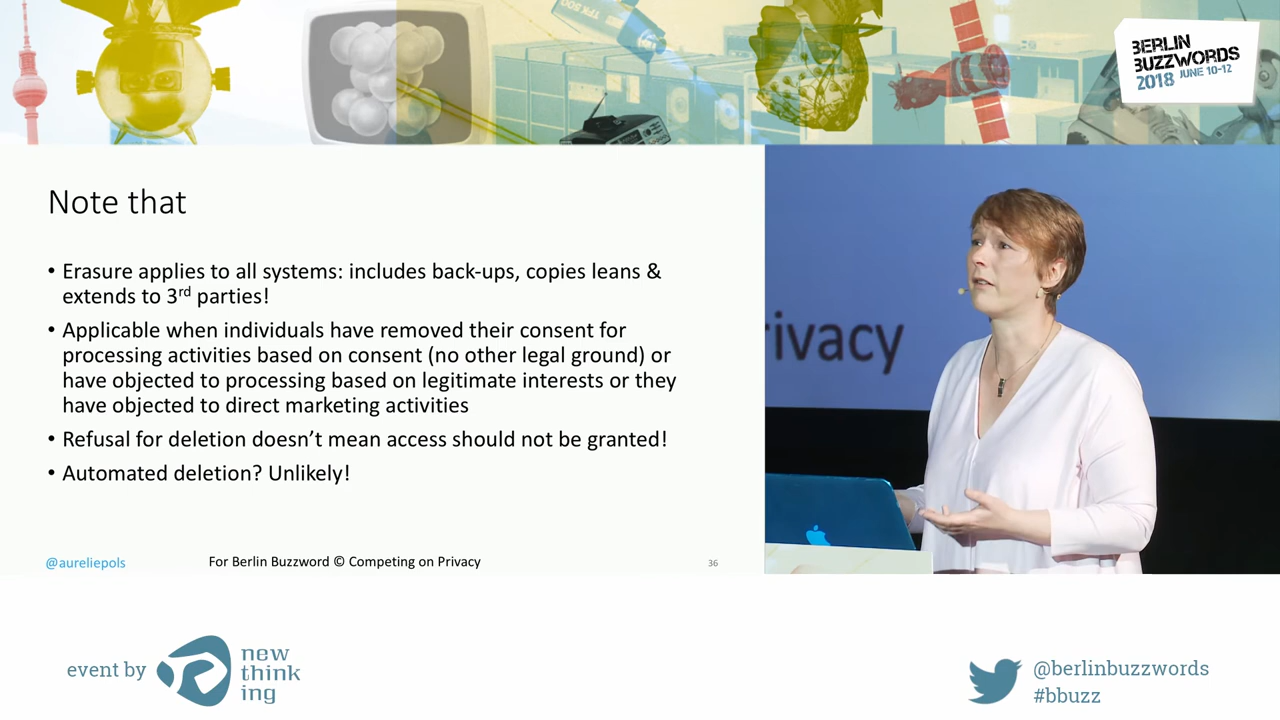 BERLIN
BUZZWORDS
2018 JUNE 10-12
Note that
• Erasure applies to all systems: includes back-ups, copies leans &
extends to 3rd parties!
• Applicable when individuals have removed their consent for
processing activities based on consent (no other legal ground) or
have objected to processing based on legitimate interests or they
have objected to direct marketing activities
• Refusal for deletion doesn't mean access should not be granted!
• Automated deletion? Unlikely!
rivacy
@aureliepols
For Berlin Buzzword © Competing on Privacy
36
event by
new
think
ing
@berlinbuzzwords
#bbuzz